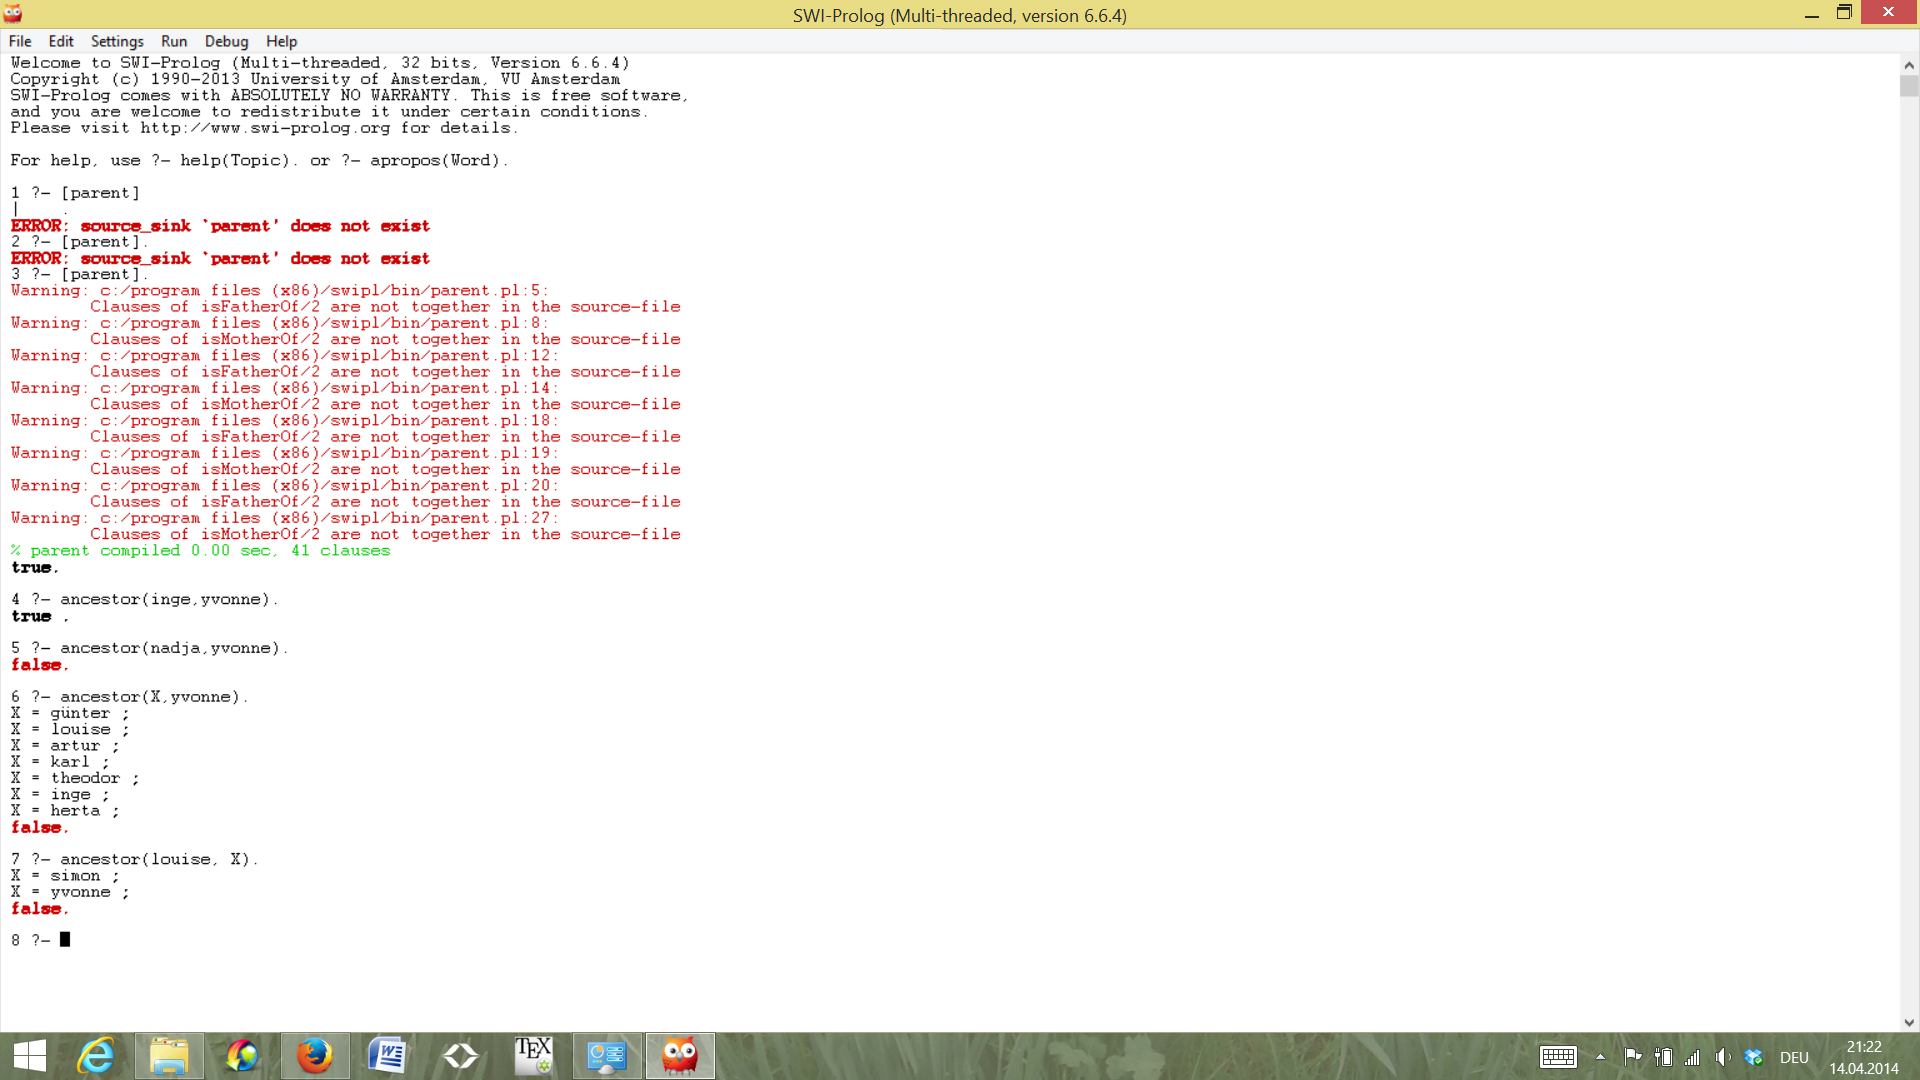 SWI-Prolog (Multi-threaded, version 6.6.4)
File Edit Settings Run Debug Help
Welcome to SWI-Prolog (Multi-threaded, 32 bits, Version 6.6.4)
Copyright (c) 1990-2013 University of Amsterdam, VU Amsterdam
SWI-Prolog comes with ABSOLUTELY NO WARRANTY. This is free software,
and you are welcome to redistribute it under certain conditions.
Please visit http://www.swi-prolog.org for details.
For help, use ?- help(Topic). or ?- apropos(Word).
1 ?- [parent]
|    .
ERROR: source_sink `parent' does not exist
2 ?- [parent].
ERROR: source_sink `parent' does not exist
3 ?- [parent].
Warning: c:/program files (x86)/swipl/bin/parent.pl:5:
Clauses of isFatherOf/2 are not together in the source-file
Warning: c:/program files (x86)/swipl/bin/parent.pl:8:
Clauses of isMotherOf/2 are not together in the source-file
Warning: c:/program files (x86)/swipl/bin/parent.pl:12:
Clauses of isFatherOf/2 are not together in the source-file
Warning: c:/program files (x86)/swipl/bin/parent.pl:14:
Clauses of isMotherOf/2 are not together in the source-file
Warning: c:/program files (x86)/swipl/bin/parent.pl:18:
Clauses of isFatherOf/2 are not together in the source-file
Warning: c:/program files (x86)/swipl/bin/parent.pl:19:
Clauses of isMotherOf/2 are not together in the source-file
Warning: c:/program files (x86)/swipl/bin/parent.pl:20:
Clauses of isFatherOf/2 are not together in the source-file
Warning: c:/program files (x86)/swipl/bin/parent.pl:27:
Clauses of isMotherOf/2 are not together in the source-file
% parent compiled 0.00 sec, 41 clauses
true.
4 ?- ancestor(inge,yvonne).
true .
5 ?- ancestor(nadja,yvonne).
false.
6 ?- ancestor(X,yvonne).
X = günter ;
X = louise ;
X = artur ;
X = karl ;
X = theodor ;
X = inge ;
X = herta ;
false.
7 ?- ancestor(louise, X).
X = simon ;
X = yvonne ;
false.
8 ?-
TEX
DEU
21:22
14.04.2014